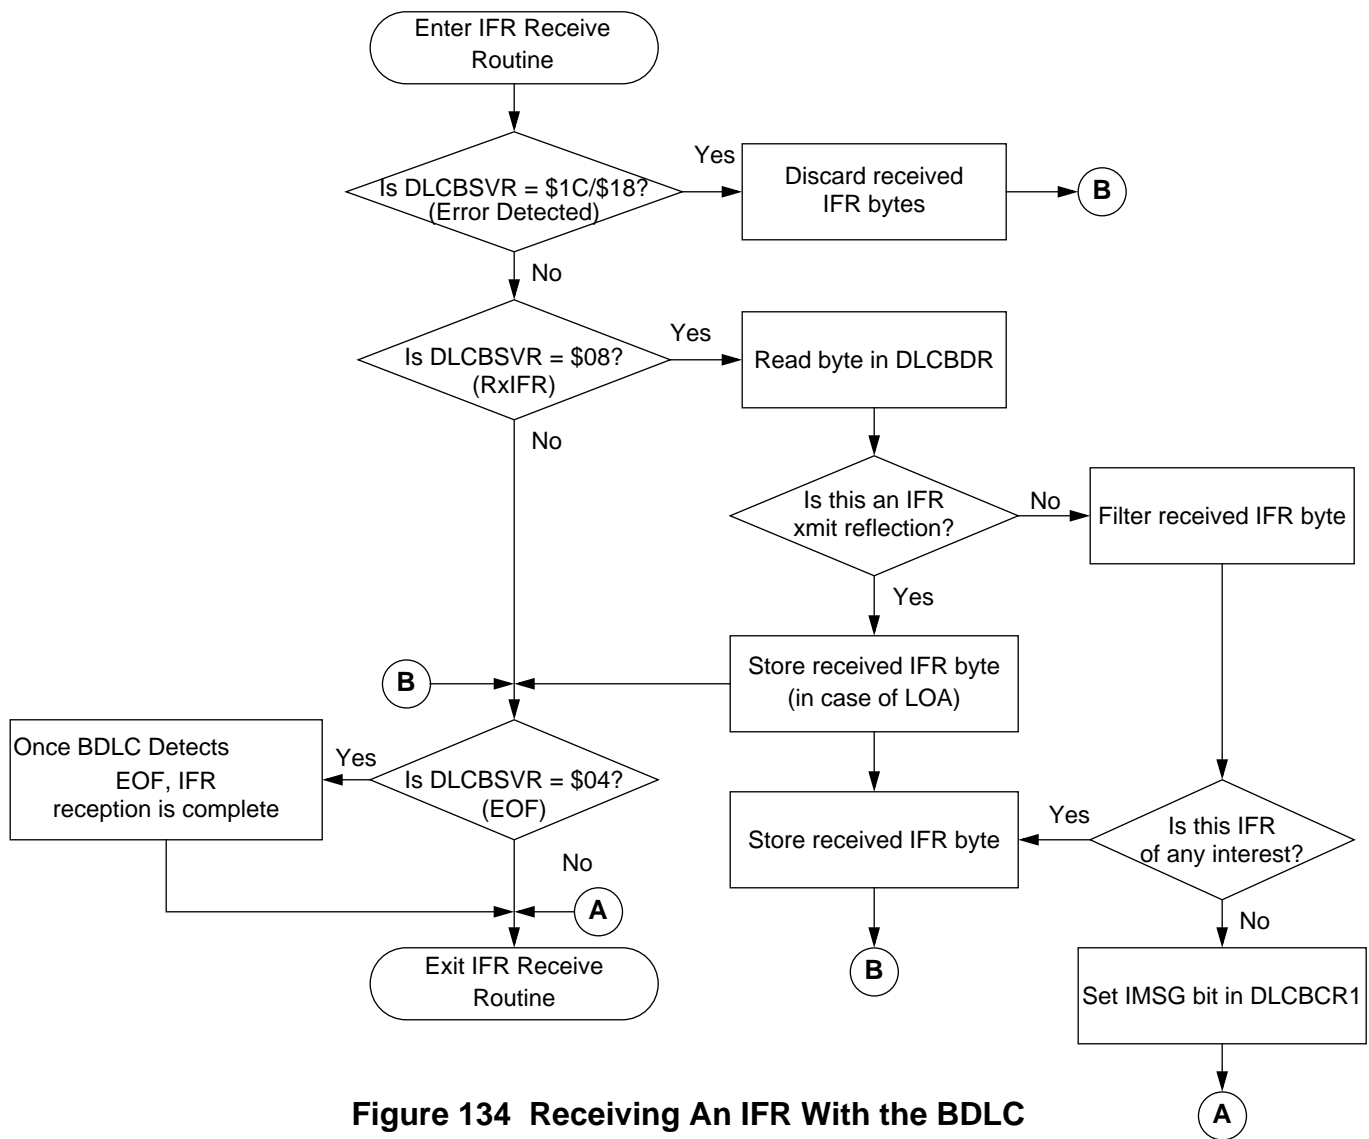 Enter IFR Receive
Routine
Is DLCBSVR = $1C/$18?
(Error Detected)
Yes
Discard received
IFR bytes
B
No
Is DLCBSVR = $08?
(RxIFR)
Yes
Read byte in DLCBDR
No
Is this an IFR
xmit reflection?
No
Filter received IFR byte
Yes
Store received IFR byte
(in case of LOA)
B
Once BDLC Detects
EOF, IFR
reception is complete
Yes
Is DLCBSVR = $04?
(EOF)
Store received IFR byte
Yes
Is this IFR
of any interest?
No
A
No
Exit IFR Receive
Routine
B
Set IMSG bit in DLCBCR1
A
Figure 134 Receiving An IFR With the BDLC